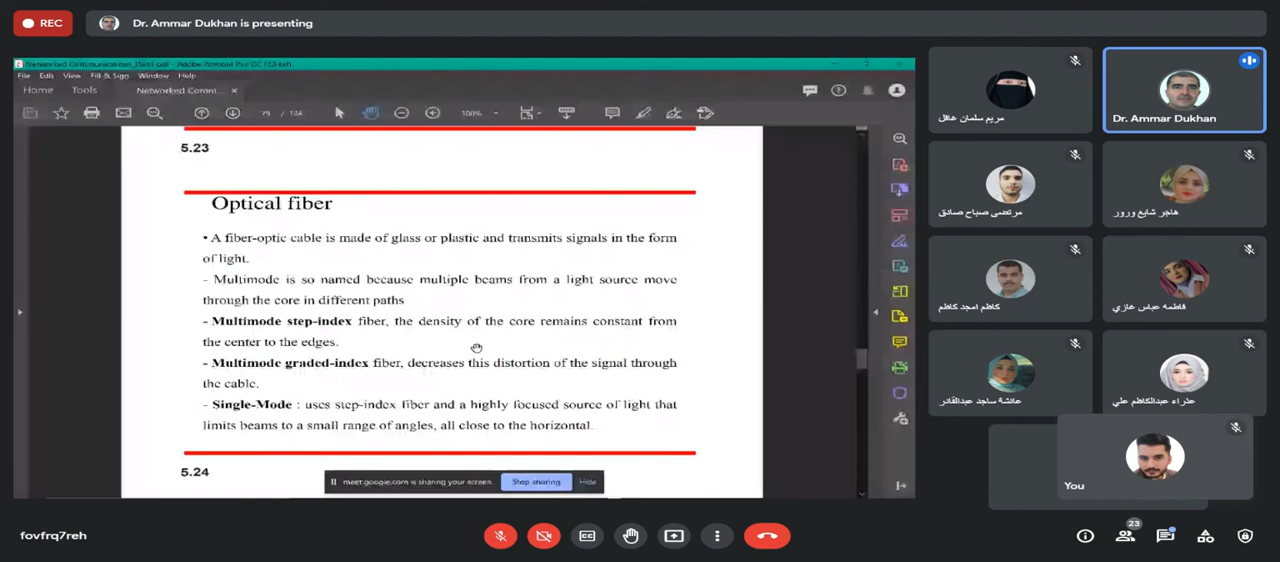 REC
Dr. Ammar Dukhan is presenting
File Edit View Fill & Sign Window Help
Home Tools Networked Comm...
79 / 144
100%
5.23
Optical fiber
• A fiber-optic cable is made of glass or plastic and transmits signals in the form
of light.
- Multimode is so named because multiple beams from a light source move
through the core in different paths
- Multimode step-index fiber, the density of the core remains constant from
the center to the edges.
- Multimode graded-index fiber, decreases this distortion of the signal through
the cable.
- Single-Mode : uses step-index fiber and a highly focused source of light that
limits beams to a small range of angles, all close to the horizontal.
5.24
meet.google.com is sharing your screen.
Stop sharing
Hide
مريم سلمان عاقل
Dr. Ammar Dukhan
مرتضى صباح صادق
هاجر شايع ورور
كاظم امجد كاظم
فاطمه عباس غازي
عائشة ساجد عبدالقادر
عذراء عبدالكاظم علي
You
fovfrq7reh
23